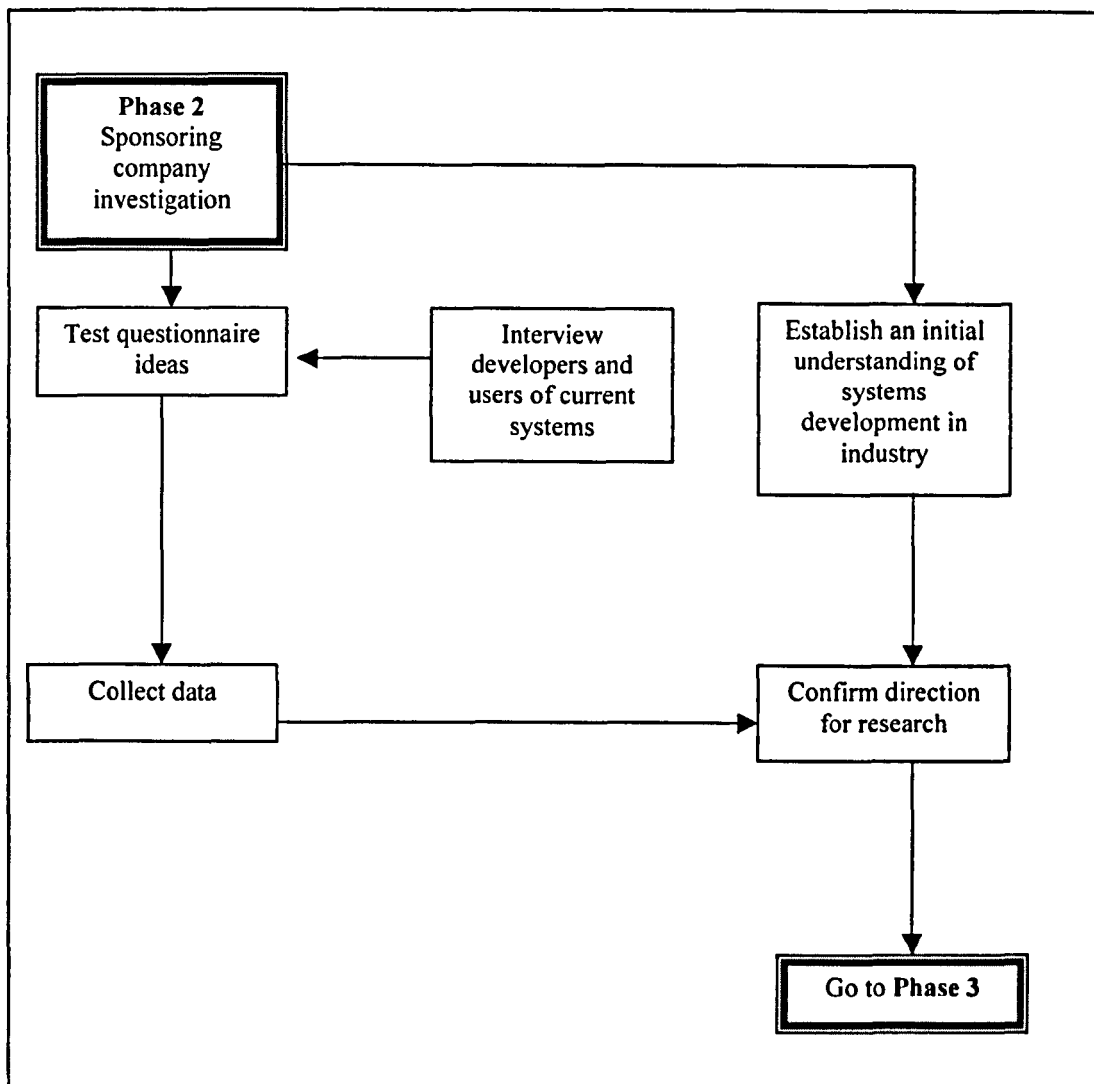 Phase 2
Sponsoring
company
investigation
Test questionnaire
ideas
Interview
developers and
users of current
systems
Establish an initial
understanding of
systems
development in
industry
Collect data
Confirm direction
for research
Go to Phase 3